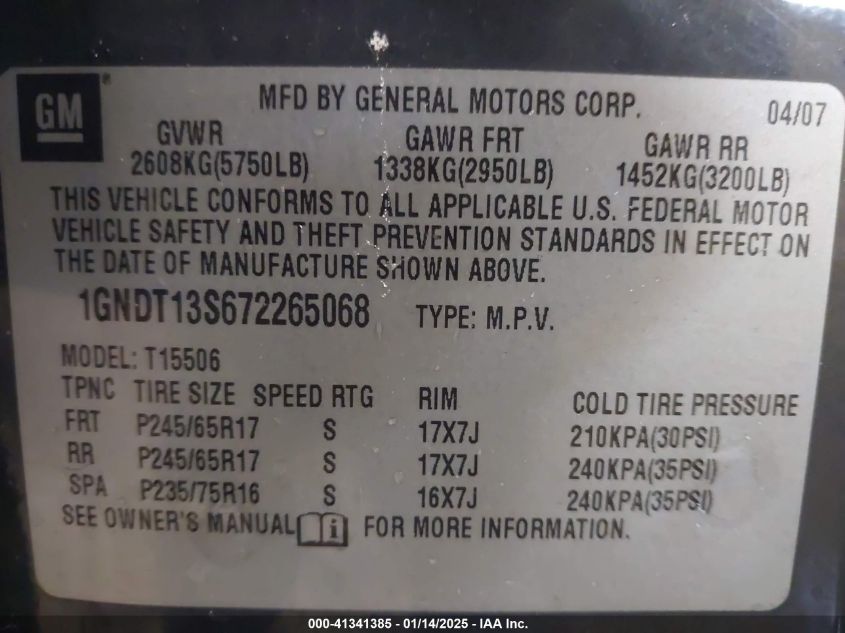 GM®
MFD BY GENERAL MOTORS CORP. 04/07
GVWR GAWR FRT GAWR RR
2608KG(5750LB) 1338KG(2950LB) 1452KG(3200LB)
THIS VEHICLE CONFORMS TO ALL APPLICABLE U.S. FEDERAL MOTOR
VEHICLE SAFETY AND THEFT PREVENTION STANDARDS IN EFFECT ON
THE DATE OF MANUFACTURE SHOWN ABOVE.
1GNDT13S672265068 TYPE: M.P.V.
MODEL: T15506
TPNC TIRE SIZE SPEED RTG RIM COLD TIRE PRESSURE
FRT P245/65R17 S 17X7J 210KPA(30PSI)
RR P245/65R17 S 17X7J 240KPA(35PSI)
SPA P235/75R16 S 16X7J 240KPA(35PSI)
SEE OWNER'S MANUAL i FOR MORE INFORMATION.
000-41341385 - 01/14/2025 - IAA Inc.